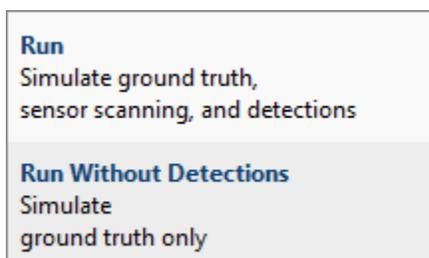 Run
Simulate ground truth,
sensor scanning, and detections
Run Without Detections
Simulate
ground truth only